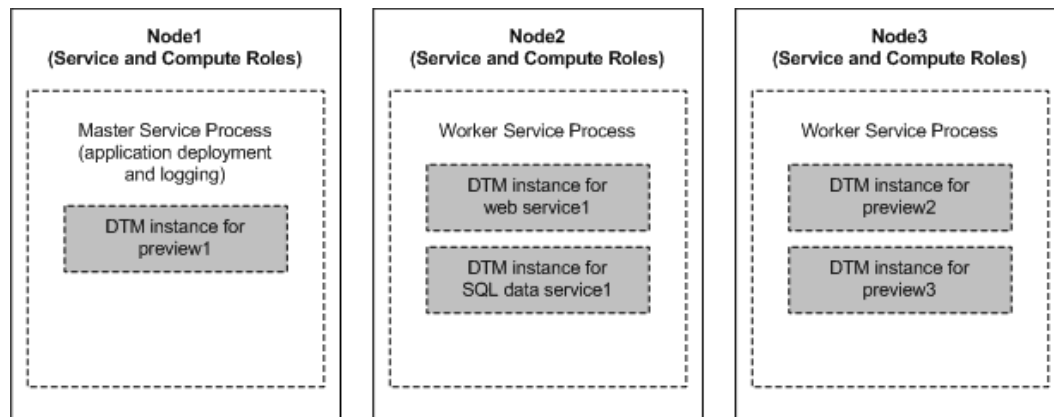 Node1
(Service and Compute Roles)
Master Service Process
(application deployment
and logging)
DTM instance for
preview1
Node2
(Service and Compute Roles)
Worker Service Process
DTM instance for
web service1
DTM instance for
SQL data service1
Node3
(Service and Compute Roles)
Worker Service Process
DTM instance for
preview2
DTM instance for
preview3